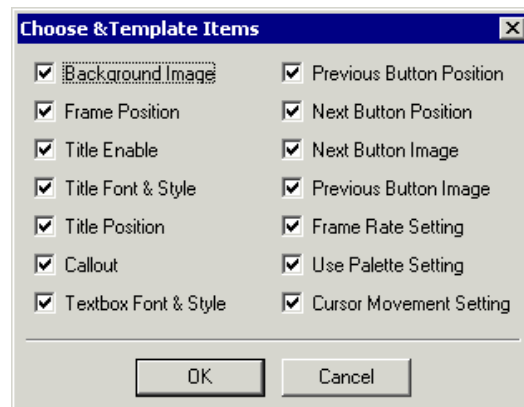 Choose &Template Items
Background Image
Frame Position
Title Enable
Title Font & Style
Title Position
Callout
Textbox Font & Style
Previous Button Position
Next Button Position
Next Button Image
Previous Button Image
Frame Rate Setting
Use Palette Setting
Cursor Movement Setting
OK
Cancel